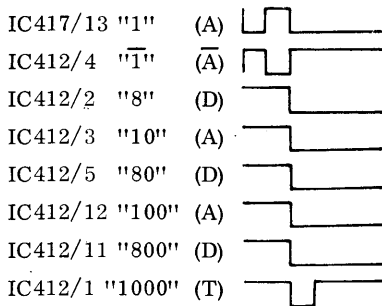 IC417/13 "1" (A)
IC412/4 "1̅" (A̅)
IC412/2 "8" (D)
IC412/3 "10" (A)
IC412/5 "80" (D)
IC412/12 "100" (A)
IC412/11 "800" (D)
IC412/1 "1000" (T)